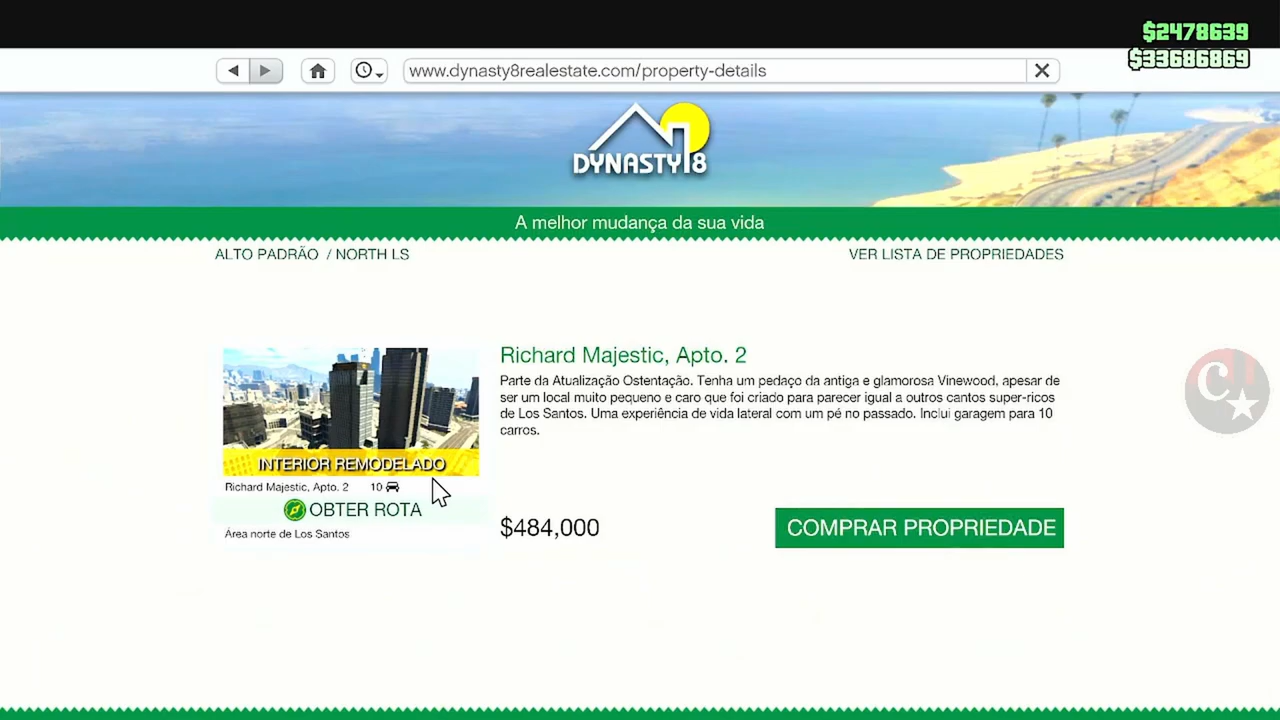 $2478639
$33686869
www.dynasty8realestate.com/property-details
DYNASTY 8
A melhor mudança da sua vida
ALTO PADRÃO / NORTH LS
VER LISTA DE PROPRIEDADES
Richard Majestic, Apto. 2
Parte da Atualização Ostentação. Tenha um pedaço da antiga e glamorosa Vinewood, apesar de
ser um local muito pequeno e caro que foi criado para parecer igual a outros cantos super-ricos
de Los Santos. Uma experiência de vida lateral com um pé no passado. Inclui garagem para 10
carros.
INTERIOR REMODELADO
Richard Majestic, Apto. 2 10
OBTER ROTA
Área norte de Los Santos
$484,000
COMPRAR PROPRIEDADE
C